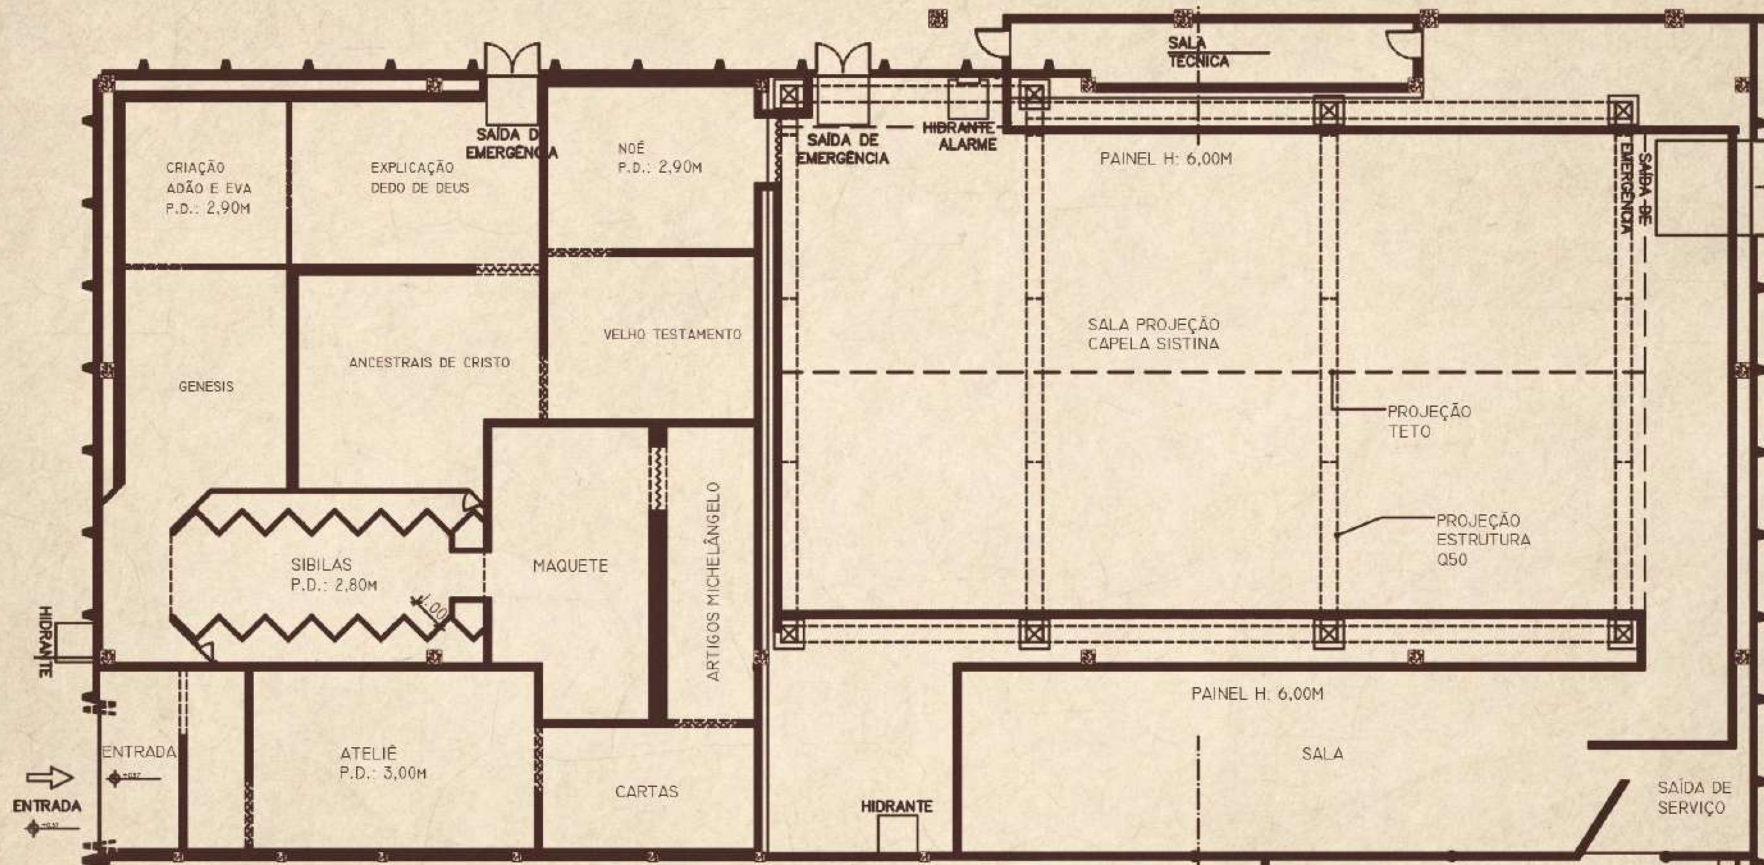 SALA
TÉCNICA
SAÍDA D
EMERGÊNCIA
SAÍDA DE
EMERGÊNCIA
HIDRANTE
ALARME
NOÉ
P.D.: 2,90M
CRIAÇÃO
ADÃO E EVA
P.D.: 2,90M
EXPLICAÇÃO
DEDO DE DEUS
PAINEL H: 6,00M
SAÍDA DE
EMERGÊNCIA
VELHO TESTAMENTO
SALA PROJEÇÃO
CAPELA SISTINA
ANCESTRAIS DE CRISTO
GENESIS
PROJEÇÃO
TETO
ARTIGOS MICHELÂNGELO
PROJEÇÃO
ESTRUTURA
Q50
SIBILAS
P.D.: 2,80M
MAQUETE
HIDRANTE
PAINEL H: 6,00M
ENTRADA
ATELIÊ
P.D.: 3,00M
SALA
CARTAS
SAÍDA DE
SERVIÇO
ENTRADA
HIDRANTE